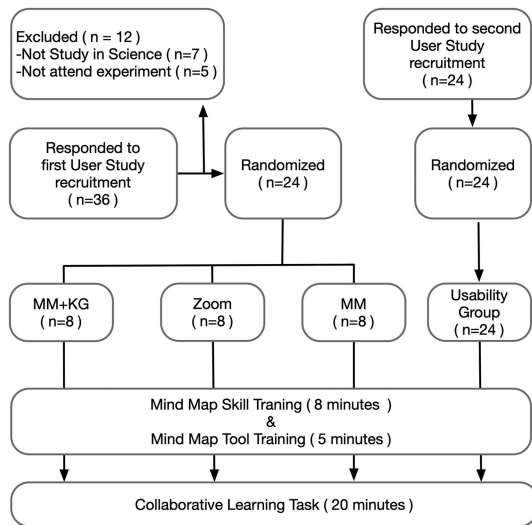 Excluded ( n = 12 )
-Not Study in Science (n=7 )
-Not attend experiment (n=5 )
Responded to second
User Study
recruitment
( n=24 )
Responded to
first User Study
recruitment
( n=36 )
Randomized
( n=24 )
Randomized
( n=24 )
MM+KG
( n=8 )
Zoom
( n=8 )
MM
( n=8 )
Usability
Group
( n=24 )
Mind Map Skill Traning ( 8 minutes )
&
Mind Map Tool Training ( 5 minutes )
Collaborative Learning Task ( 20 minutes )